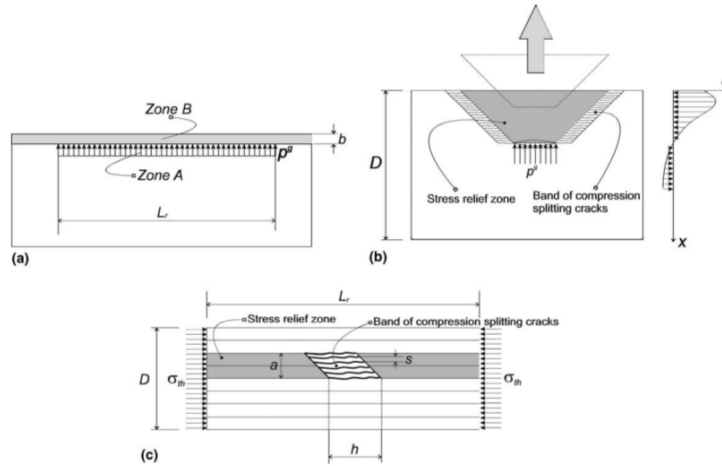 Zone B
b
p^g
Zone A
L_r
(a)
D
p^g
Stress relief zone
Band of compression
splitting cracks
x
(b)
L_r
Stress relief zone
Band of compression splitting cracks
D
σ_th
a
s
σ_th
h
(c)